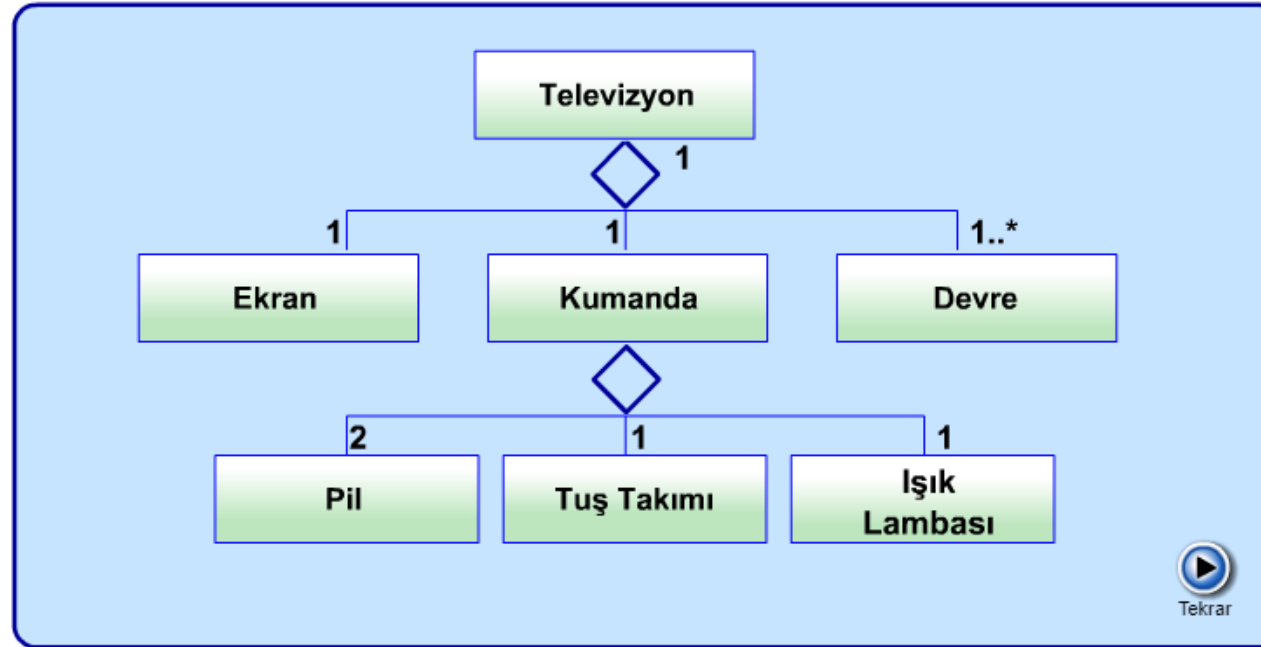 Televizyon
1
1
1
1..*
Ekran
Kumanda
Devre
2
1
1
Pil
Tuş Takımı
Işık
Lambası
Tekrar